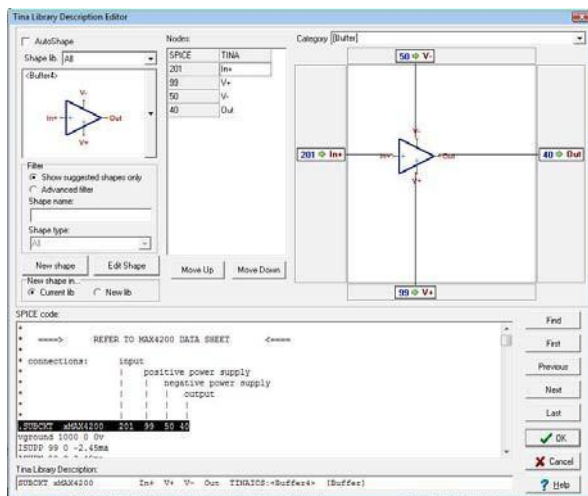 Tina Library Description Editor
AutoShape
Shape lib. All
<Buffer4>
V-
In+
Out
V+
Filter
Show suggested shapes only
Advanced filter
Shape name:
Shape type:
All
New shape
Edit Shape
New shape in...
Current lib
New lib
Nodes:
SPICE TINA
201 In+
99 V+
50 V-
40 Out
Move Up
Move Down
Category [Buffer]
50 V-
201 In+
In+
V-
Out
V+
40 Out
99 V+
SPICE code:
*
* ====> REFER TO MAX4200 DATA SHEET <====
*
* connections: input
* | positive power supply
* | | negative power supply
* | | | output
* | | | |
* | | | |
.SUBCKT xMAX4200 201 99 50 40
vground 1000 0 0v
ISUPP 99 0 -2.45ma
Find
First
Previous
Next
Last
OK
Cancel
Help
Tina Library Description:
SUBCKT xMAX4200 In+ V+ V- Out TINAICS:<Buffer4> [Buffer]